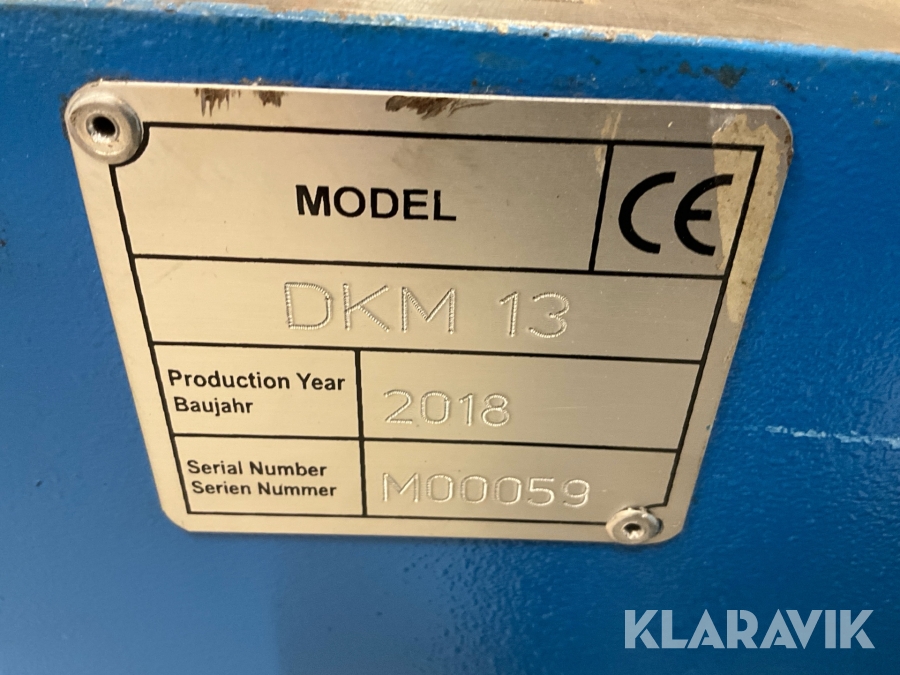 MODEL
CE
DKM 13
Production Year
Baujahr
2018
Serial Number
Serien Nummer
M00059
KLARAVIK